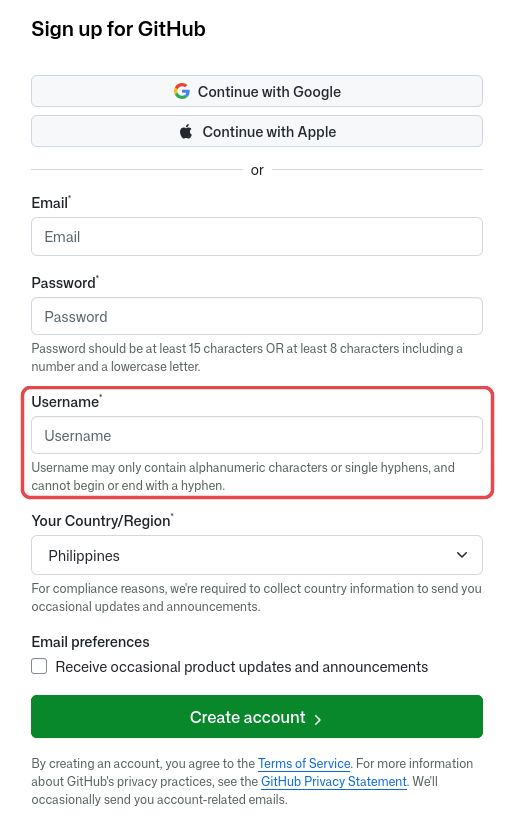 Sign up for GitHub
Continue with Google
Continue with Apple
or
Email*
Email
Password*
Password
Password should be at least 15 characters OR at least 8 characters including a
number and a lowercase letter.
Username*
Username
Username may only contain alphanumeric characters or single hyphens, and
cannot begin or end with a hyphen.
Your Country/Region*
Philippines
For compliance reasons, we're required to collect country information to send you
occasional updates and announcements.
Email preferences
Receive occasional product updates and announcements
Create account
By creating an account, you agree to the Terms of Service. For more information
about GitHub's privacy practices, see the GitHub Privacy Statement. We'll
occasionally send you account-related emails.